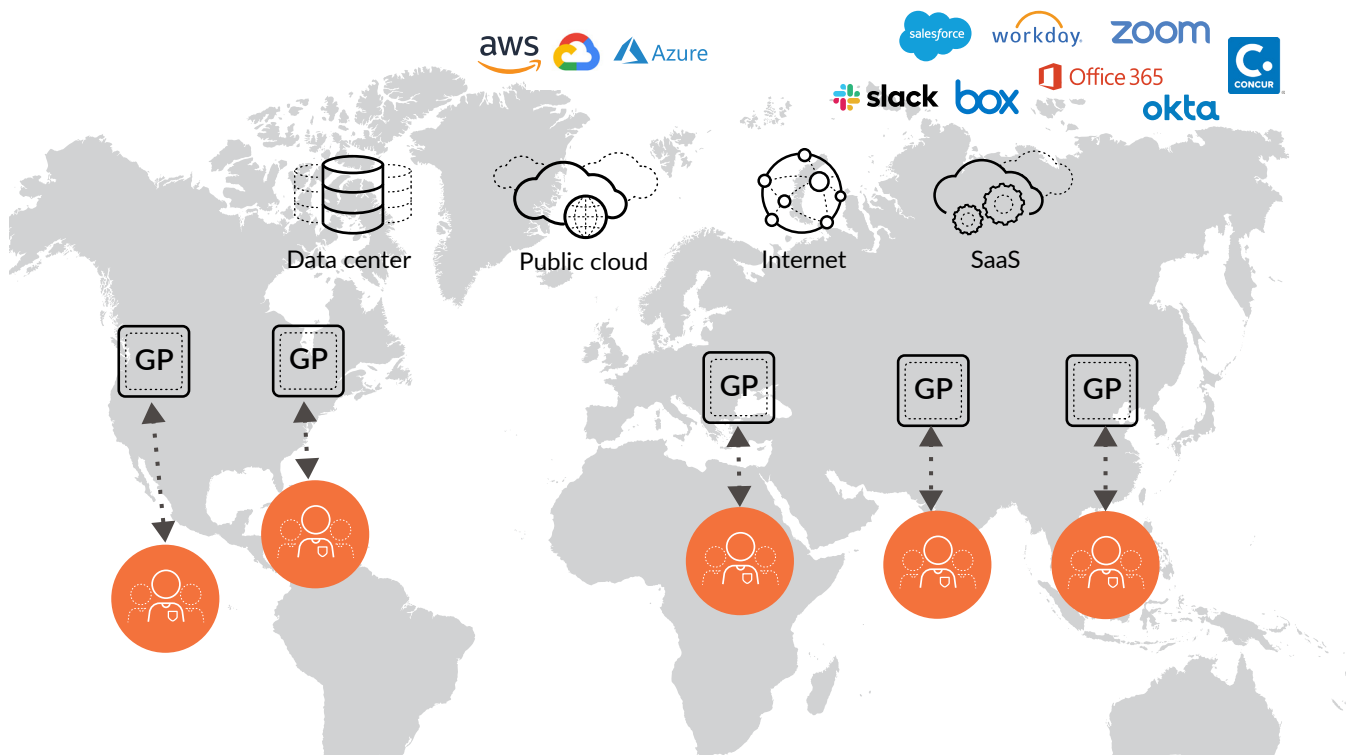 aws
Azure
salesforce
workday.
zoom
Office 365
C.
CONCUR
slack
box
okta
Data center
Public cloud
Internet
SaaS
GP
GP
GP
GP
GP